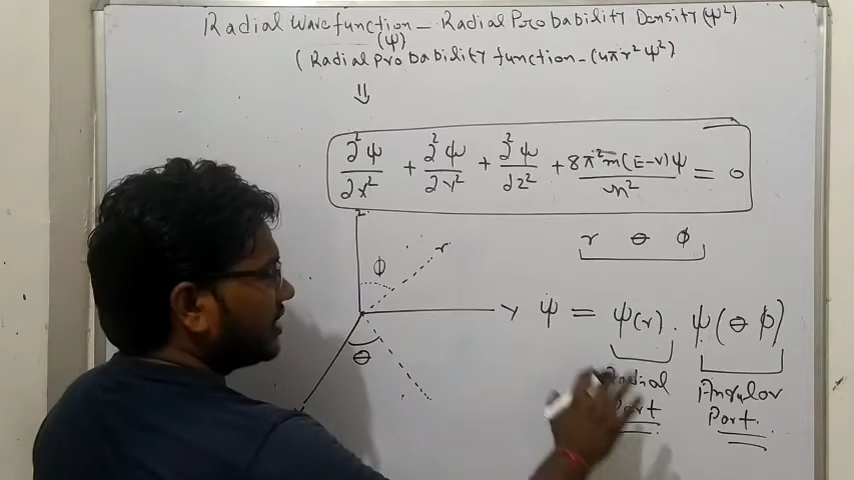 Radial Wavefunction – Radial Probability Density (ψ²)
(ψ)
(Radial Probability function – (4πr²ψ²)
⇓
∂²ψ/∂x² + ∂²ψ/∂y² + ∂²ψ/∂z² + 8π²m(E-V)ψ/h² = 0
r θ ϕ
z
ϕ r
y ψ = ψ(r) . ψ(θ ϕ)
θ
Radial Angular
Part Part.